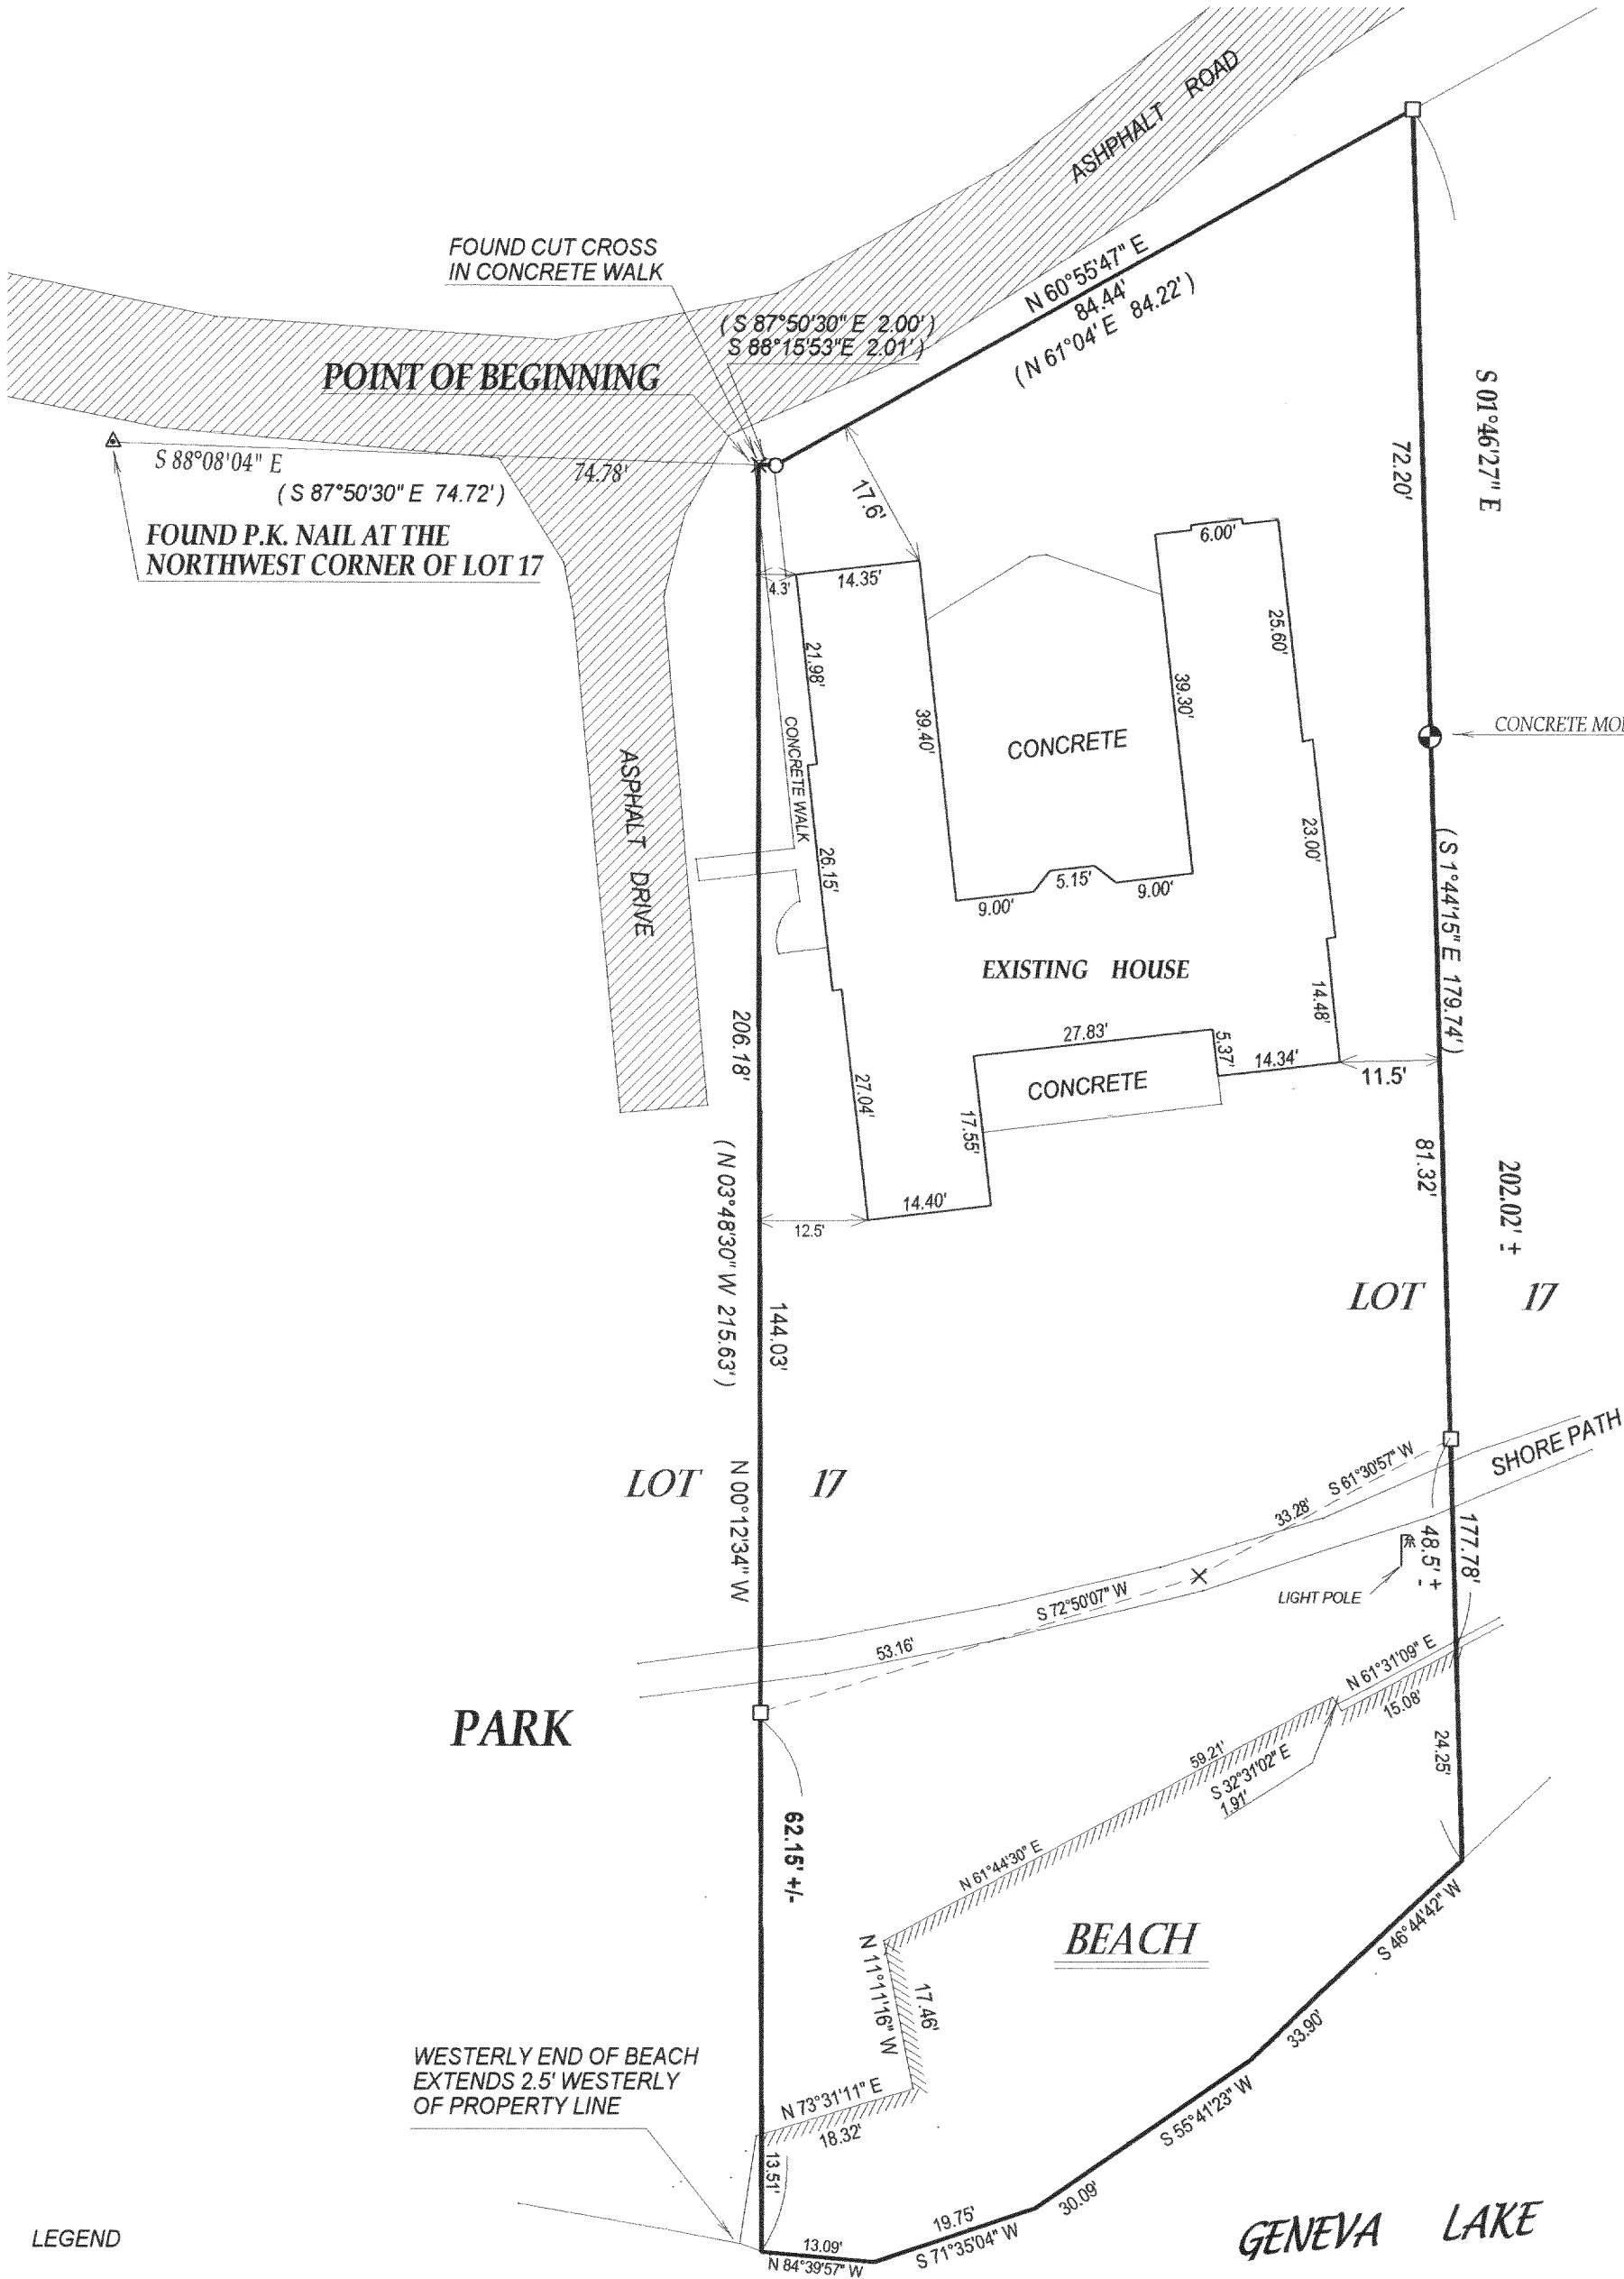 ASHPHALT ROAD
FOUND CUT CROSS
IN CONCRETE WALK
N 60°55'47" E
84.44'
( N 61°04' E 84.22' )
( S 87°50'30" E 2.00' )
S 88°15'53"E 2.01' )
POINT OF BEGINNING
S 01°46'27" E
72.20'
S 88°08'04" E
74.78'
( S 87°50'30" E 74.72' )
FOUND P.K. NAIL AT THE
NORTHWEST CORNER OF LOT 17
17.6'
6.00'
4.3'
14.35'
25.60'
21.98'
39.30'
39.40'
CONCRETE
CONCRETE WALK
ASPHALT DRIVE
26.15'
23.00'
5.15'
9.00'
9.00'
( S 1°44'15" E 179.74' )
EXISTING HOUSE
14.48'
206.18'
27.83'
5.37'
14.34'
11.5'
CONCRETE
27.04'
17.55'
14.40'
12.5'
81.32'
202.02' +
-
( N 03°48'30" W 215.63' )
144.03'
LOT 17
LOT 17
N 00°12'34" W
S 61°30'57" W
33.28'
SHORE PATH
177.78'
48.5' +
-
LIGHT POLE
S 72°50'07" W
53.16'
N 61°31'09" E
15.08'
PARK
59.21'
S 32°31'02" E
1.91'
24.25'
62.15' +/-
N 61°44'30" E
BEACH
N 11°11'16" W
17.46'
S 46°44'42" W
33.90'
WESTERLY END OF BEACH
EXTENDS 2.5' WESTERLY
OF PROPERTY LINE
N 73°31'11" E
18.32'
13.51'
S 55°41'23" W
30.09'
19.75'
S 71°35'04" W
13.09'
N 84°39'57" W
GENEVA LAKE
LEGEND